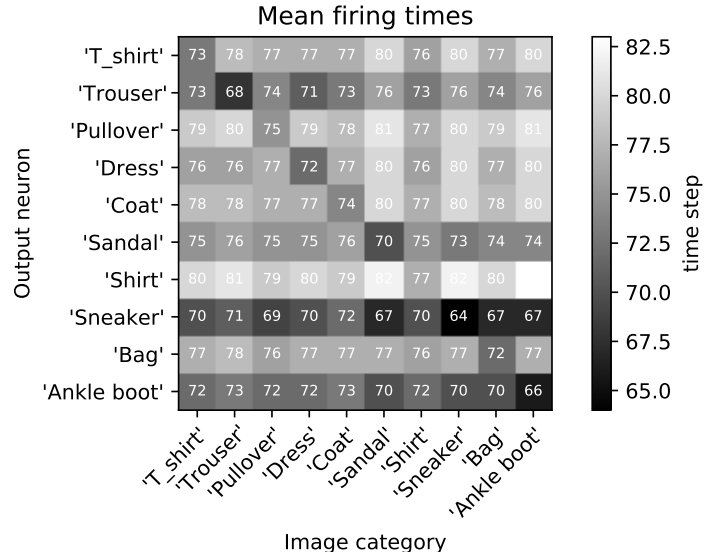 Mean firing times
'T_shirt' 73 78 77 77 77 80 76 80 77 80
'Trouser' 73 68 74 71 73 76 73 76 74 76
'Pullover' 79 80 75 79 78 81 77 80 79 81
'Dress' 76 76 77 72 77 80 76 80 77 80
'Coat' 78 78 77 77 74 80 77 80 78 80
'Sandal' 75 76 75 75 76 70 75 73 74 74
'Shirt' 80 81 79 80 79 82 77 82 80
'Sneaker' 70 71 69 70 72 67 70 64 67 67
'Bag' 77 78 76 77 77 77 76 77 72 77
'Ankle boot' 72 73 72 72 73 70 72 70 70 66
'T_shirt' 'Trouser' 'Pullover' 'Dress' 'Coat' 'Sandal' 'Shirt' 'Sneaker' 'Bag' 'Ankle boot'
Image category
Output neuron
82.5
80.0
77.5
75.0
72.5
70.0
67.5
65.0
time step